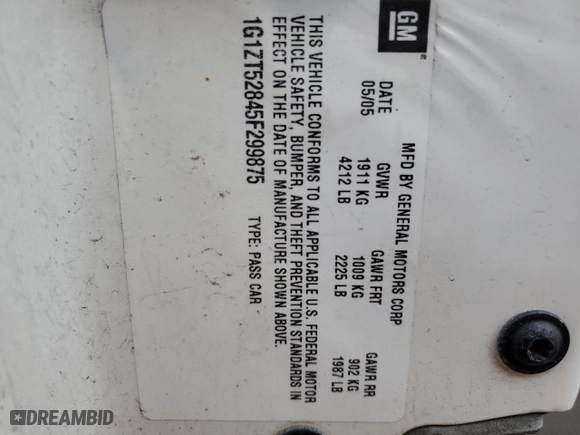 GM
MFD BY GENERAL MOTORS CORP
DATE GVWR GAWR FRT GAWR RR
05/05 1911 KG 1009 KG 902 KG
4212 LB 2225 LB 1987 LB
THIS VEHICLE CONFORMS TO ALL APPLICABLE U.S. FEDERAL MOTOR
VEHICLE SAFETY, BUMPER, AND THEFT PREVENTION STANDARDS IN
EFFECT ON THE DATE OF MANUFACTURE SHOWN ABOVE.
1G1ZT52845F299875 TYPE: PASS CAR
DREAMBID